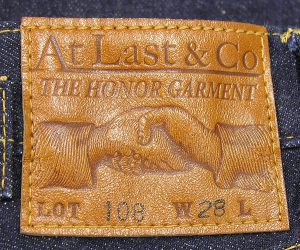 At Last & Co
THE HONOR GARMENT
LOT 108 W 28 L